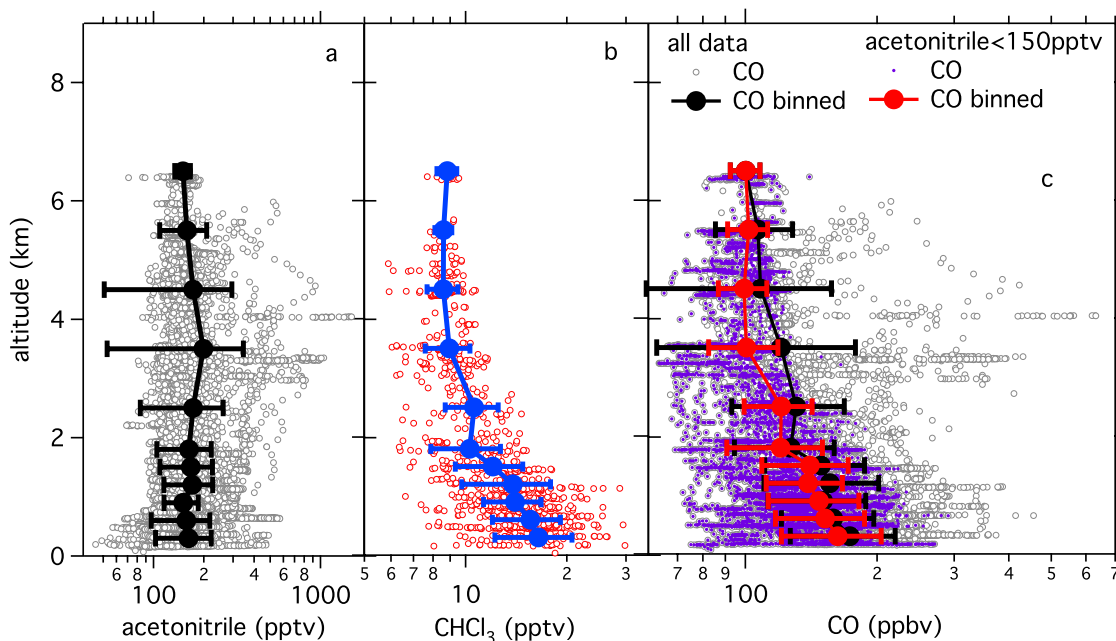 a
b
c
all data
acetonitrile<150pptv
CO
CO
CO binned
CO binned
8
6
4
2
0
altitude (km)
6 8 2 4 6 8 5 6 8 2 3 7 8 9 2 3 4 5 6 7
100 1000 10 100
acetonitrile (pptv)
CHCl3 (pptv)
CO (ppbv)